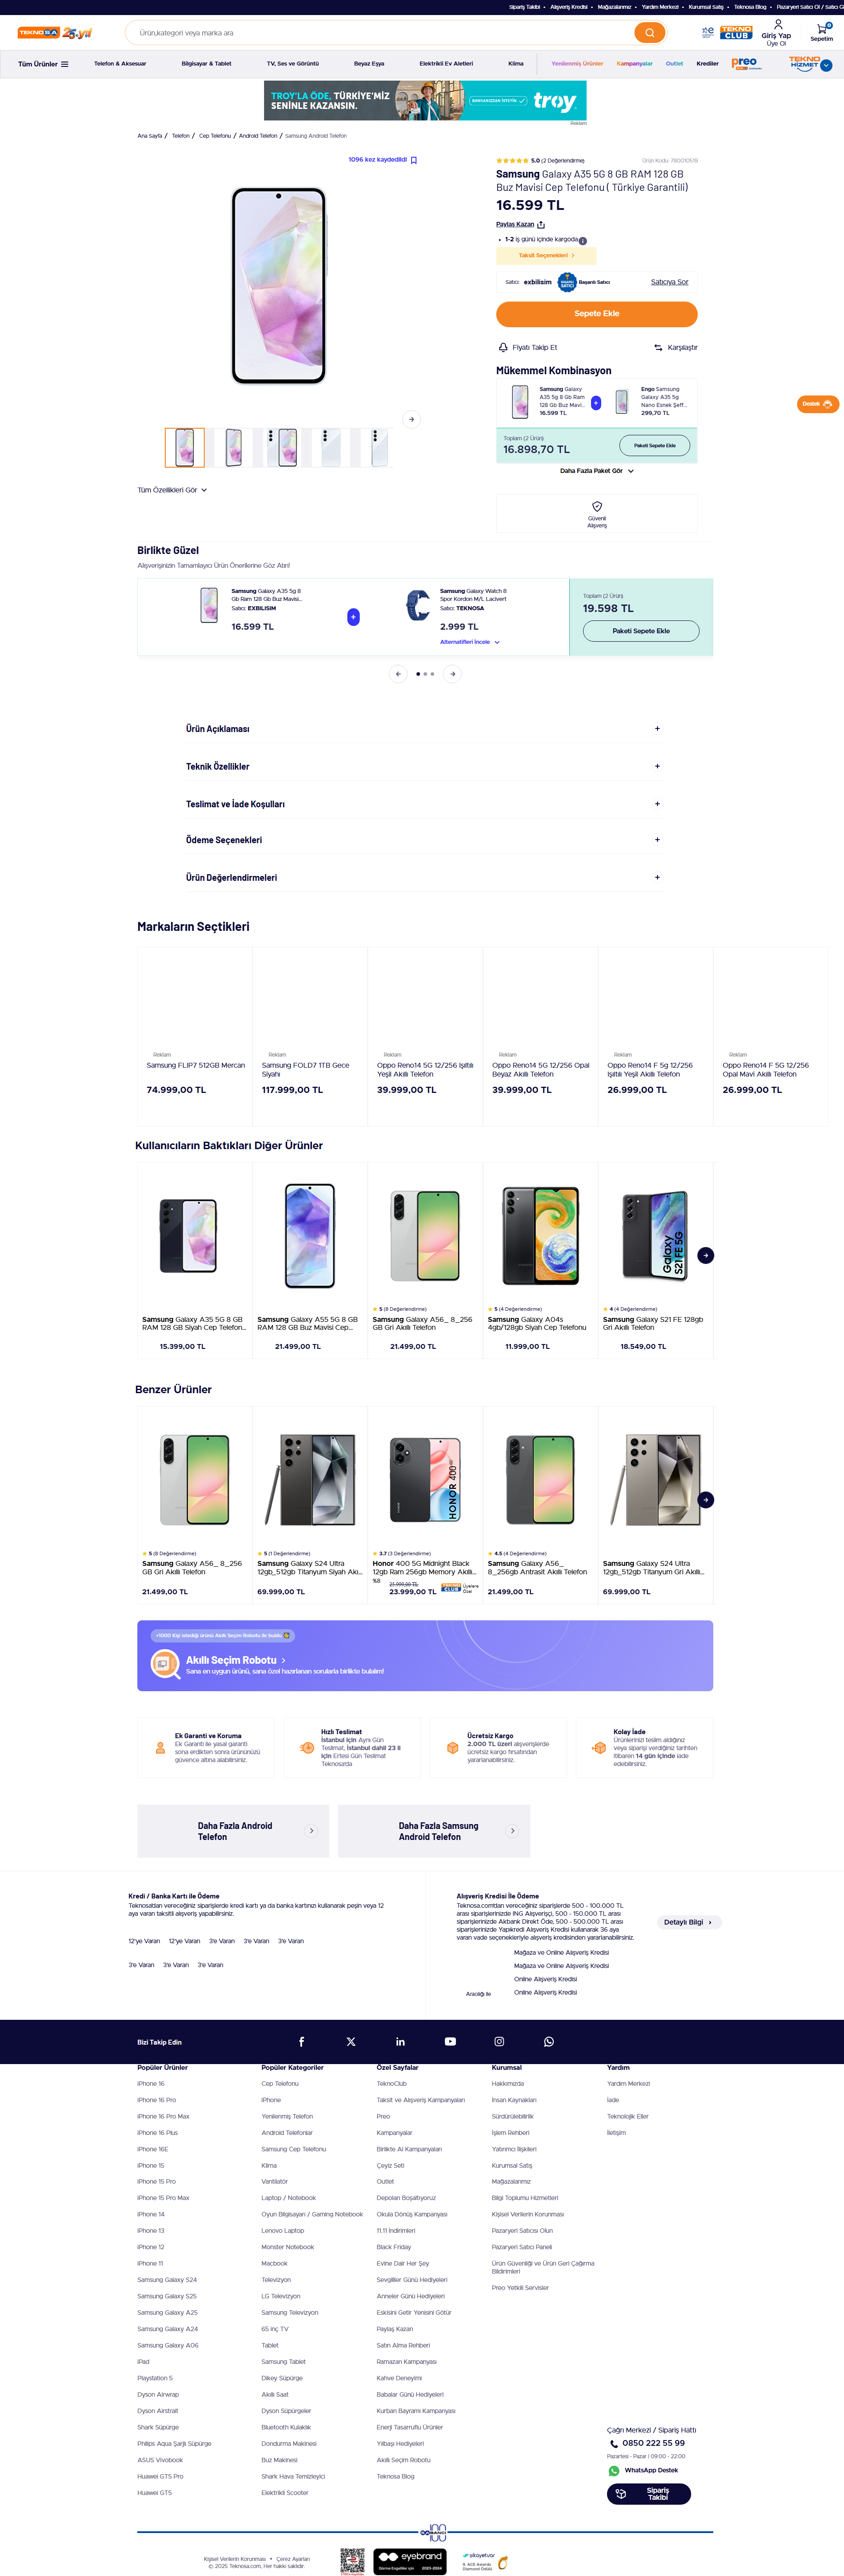 Sipariş Takibi • Alışveriş Kredisi • Mağazalarımız • Yardım Merkezi • Kurumsal Satış • Teknosa Blog • Pazaryeri Satıcı Ol / Satıcı Gi
TEKNOSA 25.yıl
Ürün,kategori veya marka ara
TEKNO CLUB
Giriş Yap
Üye Ol
0
Sepetim
Tüm Ürünler
Telefon & Aksesuar
Bilgisayar & Tablet
TV, Ses ve Görüntü
Beyaz Eşya
Elektrikli Ev Aletleri
Klima
Yenilenmiş Ürünler
Kampanyalar
Outlet
Krediler
preo
TEKNO HİZMET
TROY'LA ÖDE, TÜRKİYE'MİZ
SENİNLE KAZANSIN.
BANKANIZDAN İSTEYİN.
troy
Reklam
Ana Sayfa / Telefon / Cep Telefonu / Android Telefon / Samsung Android Telefon
1096 kez kaydedildi
5.0 (2 Değerlendirme)
Ürün Kodu: 780010578
Samsung Galaxy A35 5G 8 GB RAM 128 GB
Buz Mavisi Cep Telefonu ( Türkiye Garantili)
16.599 TL
Paylaş Kazan
• 1-2 iş günü içinde kargoda.
Taksit Seçenekleri >
Satıcı: exbilisim
BAŞARILI SATICI
Başarılı Satıcı
Satıcıya Sor
Sepete Ekle
Fiyatı Takip Et
Karşılaştır
Destek
Mükemmel Kombinasyon
Samsung Galaxy
A35 5g 8 Gb Ram
128 Gb Buz Mavi...
16.599 TL
+
Engo Samsung
Galaxy A35 5g
Nano Esnek Şeff...
299,70 TL
Toplam (2 Ürün)
16.898,70 TL
Paketi Sepete Ekle
Daha Fazla Paket Gör
Tüm Özellikleri Gör
Güvenli
Alışveriş
Birlikte Güzel
Alışverişinizin Tamamlayıcı Ürün Önerilerine Göz Atın!
Samsung Galaxy A35 5g 8
Gb Ram 128 Gb Buz Mavisi...
Satıcı: EXBILISIM
16.599 TL
+
Samsung Galaxy Watch 8
Spor Kordon M/L Lacivert
Satıcı: TEKNOSA
2.999 TL
Alternatifleri İncele
Toplam (2 Ürün)
19.598 TL
Paketi Sepete Ekle
Ürün Açıklaması +
Teknik Özellikler +
Teslimat ve İade Koşulları +
Ödeme Seçenekleri +
Ürün Değerlendirmeleri +
Markaların Seçtikleri
Reklam
Samsung FLIP7 512GB Mercan
74.999,00 TL
Reklam
Samsung FOLD7 1TB Gece
Siyahı
117.999,00 TL
Reklam
Oppo Reno14 5G 12/256 Işıltılı
Yeşil Akıllı Telefon
39.999,00 TL
Reklam
Oppo Reno14 5G 12/256 Opal
Beyaz Akıllı Telefon
39.999,00 TL
Reklam
Oppo Reno14 F 5g 12/256
Işıltılı Yeşil Akıllı Telefon
26.999,00 TL
Reklam
Oppo Reno14 F 5G 12/256
Opal Mavi Akıllı Telefon
26.999,00 TL
Kullanıcıların Baktıkları Diğer Ürünler
Samsung Galaxy A35 5G 8 GB
RAM 128 GB Siyah Cep Telefon...
15.399,00 TL
Samsung Galaxy A55 5G 8 GB
RAM 128 GB Buz Mavisi Cep...
21.499,00 TL
5 (8 Değerlendirme)
Samsung Galaxy A56_ 8_256
GB Gri Akıllı Telefon
21.499,00 TL
5 (4 Değerlendirme)
Samsung Galaxy A04s
4gb/128gb Siyah Cep Telefonu
11.999,00 TL
Galaxy S21 FE 5G
4 (4 Değerlendirme)
Samsung Galaxy S21 FE 128gb
Gri Akıllı Telefon
18.549,00 TL
Benzer Ürünler
5 (8 Değerlendirme)
Samsung Galaxy A56_ 8_256
GB Gri Akıllı Telefon
21.499,00 TL
5 (1 Değerlendirme)
Samsung Galaxy S24 Ultra
12gb_512gb Titanyum Siyah Akı...
69.999,00 TL
HONOR 400
3.7 (3 Değerlendirme)
Honor 400 5G Midnight Black
12gb Ram 256gb Memory Akıllı...
%8
25.999,00 TL
23.999,00 TL
TEKNO CLUB
Üyelere
Özel
4.5 (4 Değerlendirme)
Samsung Galaxy A56_
8_256gb Antrasit Akıllı Telefon
21.499,00 TL
Samsung Galaxy S24 Ultra
12gb_512gb Titanyum Gri Akıllı...
69.999,00 TL
+1000 Kişi istediği ürünü Akıllı Seçim Robotu ile buldu
Akıllı Seçim Robotu >
Sana en uygun ürünü, sana özel hazırlanan sorularla birlikte bulalım!
Ek Garanti ve Koruma
Ek Garanti ile yasal garanti
sona erdikten sonra ürününüzü
güvence altına alabilirsiniz.
Hızlı Teslimat
İstanbul için Aynı Gün
Teslimat, İstanbul dahil 23 il
için Ertesi Gün Teslimat
Teknosa'da
Ücretsiz Kargo
2.000 TL üzeri alışverişlerde
ücretsiz kargo fırsatından
yararlanabilirsiniz.
Kolay İade
Ürünlerimizi teslim aldığınız
veya siparişi verdiğiniz tarihten
itibaren 14 gün içinde iade
edebilirsiniz.
Daha Fazla Android
Telefon
Daha Fazla Samsung
Android Telefon
Kredi / Banka Kartı ile Ödeme
Teknosa'dan vereceğiniz siparişlerde kredi kartı ya da banka kartınızı kullanarak peşin veya 12
aya varan taksitli alışveriş yapabilirsiniz.
12'ye Varan 12'ye Varan 3'e Varan 3'e Varan 3'e Varan
3'e Varan 3'e Varan 3'e Varan
Alışveriş Kredisi İle Ödeme
Teknosa.com'dan vereceğiniz siparişlerde 500 - 100.000 TL
arası siparişlerinizde ING Alışverişçi, 500 - 150.000 TL arası
siparişlerinizde Akbank Direkt Öde, 500 - 500.000 TL arası
siparişlerinizde Yapıkredi Alışveriş Kredisi kullanarak 36 aya
varan vade seçenekleriyle alışveriş kredisinden yararlanabilirsiniz.
Detaylı Bilgi >
Mağaza ve Online Alışveriş Kredisi
Mağaza ve Online Alışveriş Kredisi
Online Alışveriş Kredisi
Aracılığı ile
Online Alışveriş Kredisi
Bizi Takip Edin
Popüler Ürünler
iPhone 16
iPhone 16 Pro
iPhone 16 Pro Max
iPhone 16 Plus
iPhone 16E
iPhone 15
iPhone 15 Pro
iPhone 15 Pro Max
iPhone 14
iPhone 13
iPhone 12
iPhone 11
Samsung Galaxy S24
Samsung Galaxy S25
Samsung Galaxy A25
Samsung Galaxy A24
Samsung Galaxy A06
iPad
Playstation 5
Dyson Airwrap
Dyson Airstrait
Shark Süpürge
Philips Aqua Şarjlı Süpürge
ASUS Vivobook
Huawei GT5 Pro
Huawei GT5
Popüler Kategoriler
Cep Telefonu
iPhone
Yenilenmiş Telefon
Android Telefonlar
Samsung Cep Telefonu
Klima
Vantilatör
Laptop / Notebook
Oyun Bilgisayarı / Gaming Notebook
Lenovo Laptop
Monster Notebook
Macbook
Televizyon
LG Televizyon
Samsung Televizyon
65 inç TV
Tablet
Samsung Tablet
Dikey Süpürge
Akıllı Saat
Dyson Süpürgeler
Bluetooth Kulaklık
Dondurma Makinesi
Buz Makinesi
Shark Hava Temizleyici
Elektrikli Scooter
Özel Sayfalar
TeknoClub
Taksit ve Alışveriş Kampanyaları
Preo
Kampanyalar
Birlikte Al Kampanyaları
Çeyiz Seti
Outlet
Depoları Boşaltıyoruz
Okula Dönüş Kampanyası
11.11 İndirimleri
Black Friday
Evine Dair Her Şey
Sevgililer Günü Hediyeleri
Anneler Günü Hediyeleri
Eskisini Getir Yenisini Götür
Paylaş Kazan
Satın Alma Rehberi
Ramazan Kampanyası
Kahve Deneyimi
Babalar Günü Hediyeleri
Kurban Bayramı Kampanyası
Enerji Tasarruflu Ürünler
Yılbaşı Hediyeleri
Akıllı Seçim Robotu
Teknosa Blog
Kurumsal
Hakkımızda
İnsan Kaynakları
Sürdürülebilirlik
İşlem Rehberi
Yatırımcı İlişkileri
Kurumsal Satış
Mağazalarımız
Bilgi Toplumu Hizmetleri
Kişisel Verilerin Korunması
Pazaryeri Satıcısı Olun
Pazaryeri Satıcı Paneli
Ürün Güvenliği ve Ürün Geri Çağırma
Bildirimleri
Preo Yetkili Servisler
Yardım
Yardım Merkezi
İade
Teknolojik Eller
İletişim
Çağrı Merkezi / Sipariş Hattı
0850 222 55 99
Pazartesi - Pazar | 09:00 - 22:00
WhatsApp Destek
Sipariş
Takibi
SABANCI 100
Kişisel Verilerin Korunması • Çerez Ayarları
© 2025 Teknosa.com, Her hakkı saklıdır.
eyebrand
Görme Engelliler için 2023-2024
şikayetvar
9. ACE Awards
Diamond Ödülü